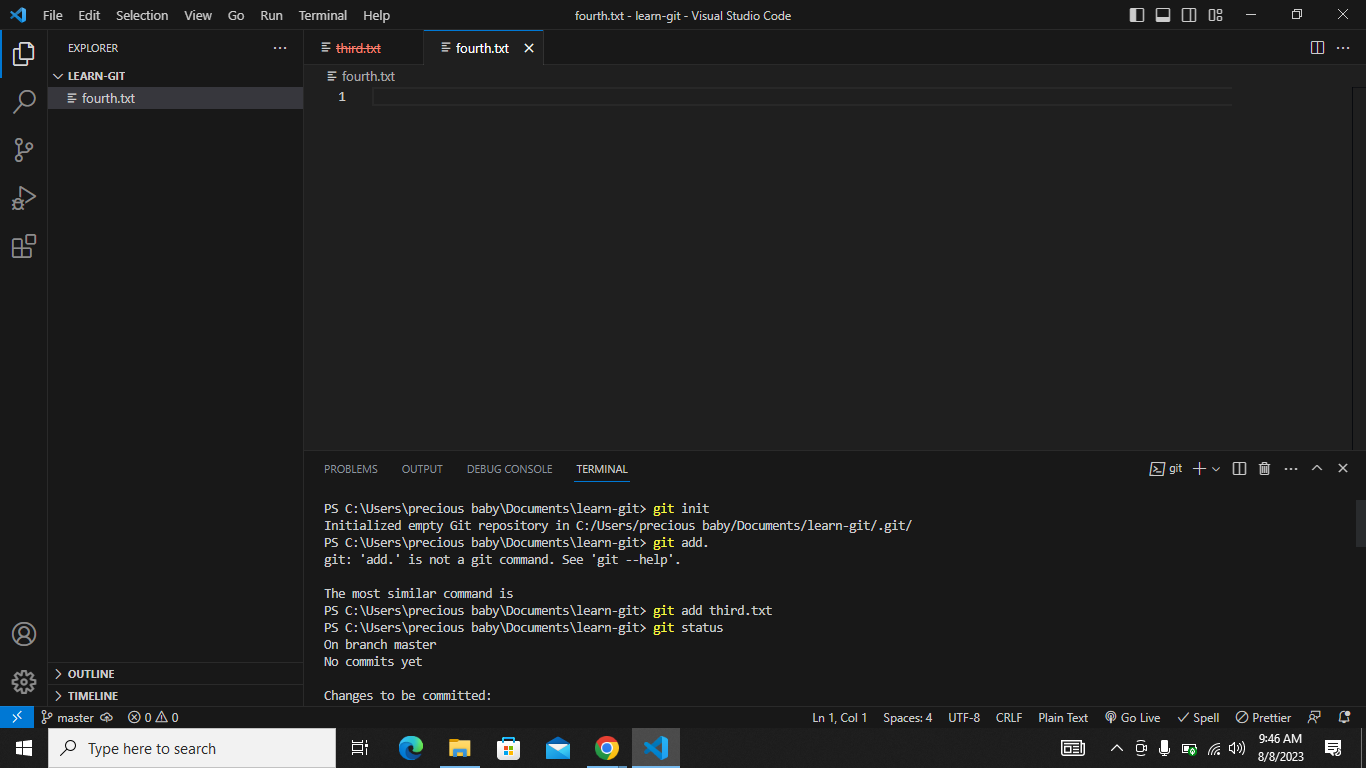 File Edit Selection View Go Run Terminal Help
fourth.txt - learn-git - Visual Studio Code
EXPLORER
LEARN-GIT
fourth.txt
third.txt
fourth.txt
fourth.txt
1
PROBLEMS OUTPUT DEBUG CONSOLE TERMINAL
git
PS C:\Users\precious baby\Documents\learn-git> git init
Initialized empty Git repository in C:/Users/precious baby/Documents/learn-git/.git/
PS C:\Users\precious baby\Documents\learn-git> git add.
git: 'add.' is not a git command. See 'git --help'.
The most similar command is
PS C:\Users\precious baby\Documents\learn-git> git add third.txt
PS C:\Users\precious baby\Documents\learn-git> git status
On branch master
No commits yet
Changes to be committed:
OUTLINE
TIMELINE
master 0 0 Ln 1, Col 1 Spaces: 4 UTF-8 CRLF Plain Text Go Live Spell Prettier
Type here to search
9:46 AM
8/8/2023